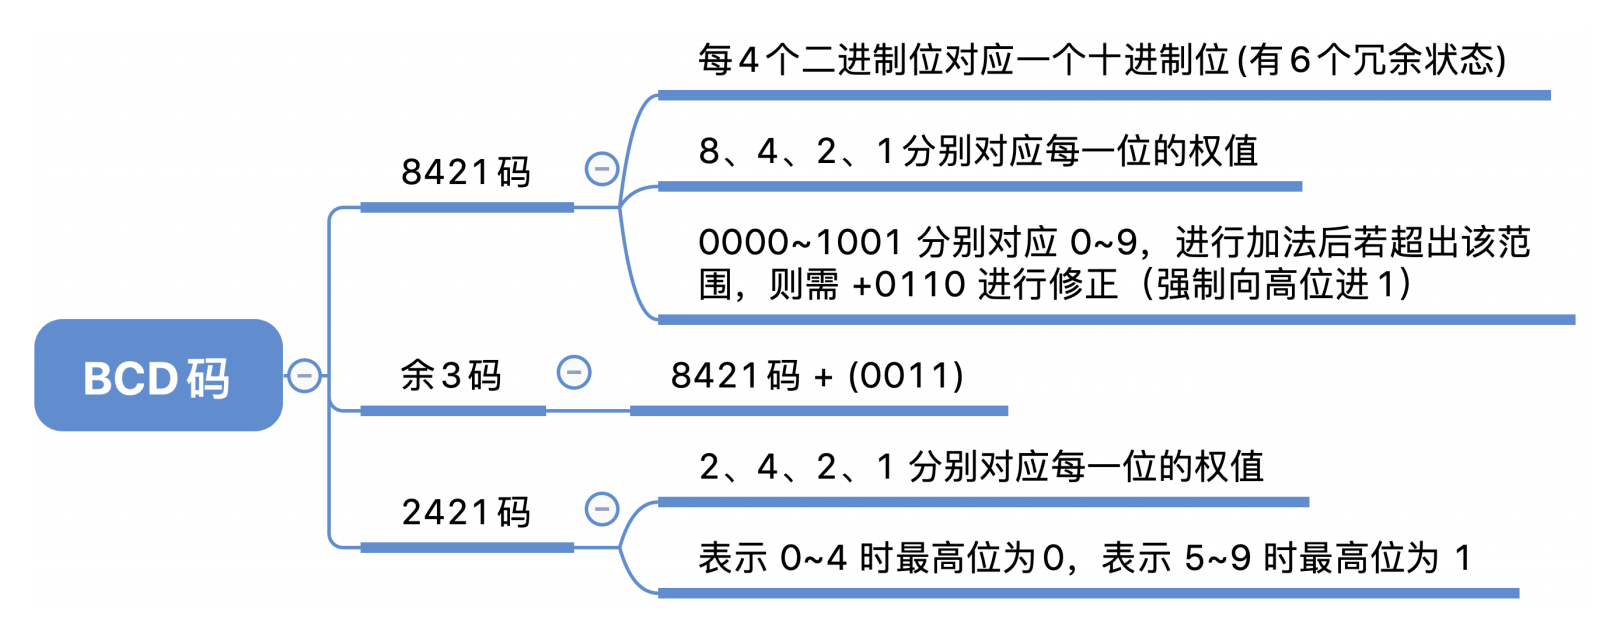 BCD码
8421码
每4个二进制位对应一个十进制位(有6个冗余状态)
8、4、2、1分别对应每一位的权值
0000~1001 分别对应 0~9，进行加法后若超出该范
围，则需 +0110 进行修正（强制向高位进1）
余3码
8421码 + (0011)
2421码
2、4、2、1 分别对应每一位的权值
表示 0~4 时最高位为0，表示 5~9 时最高位为 1